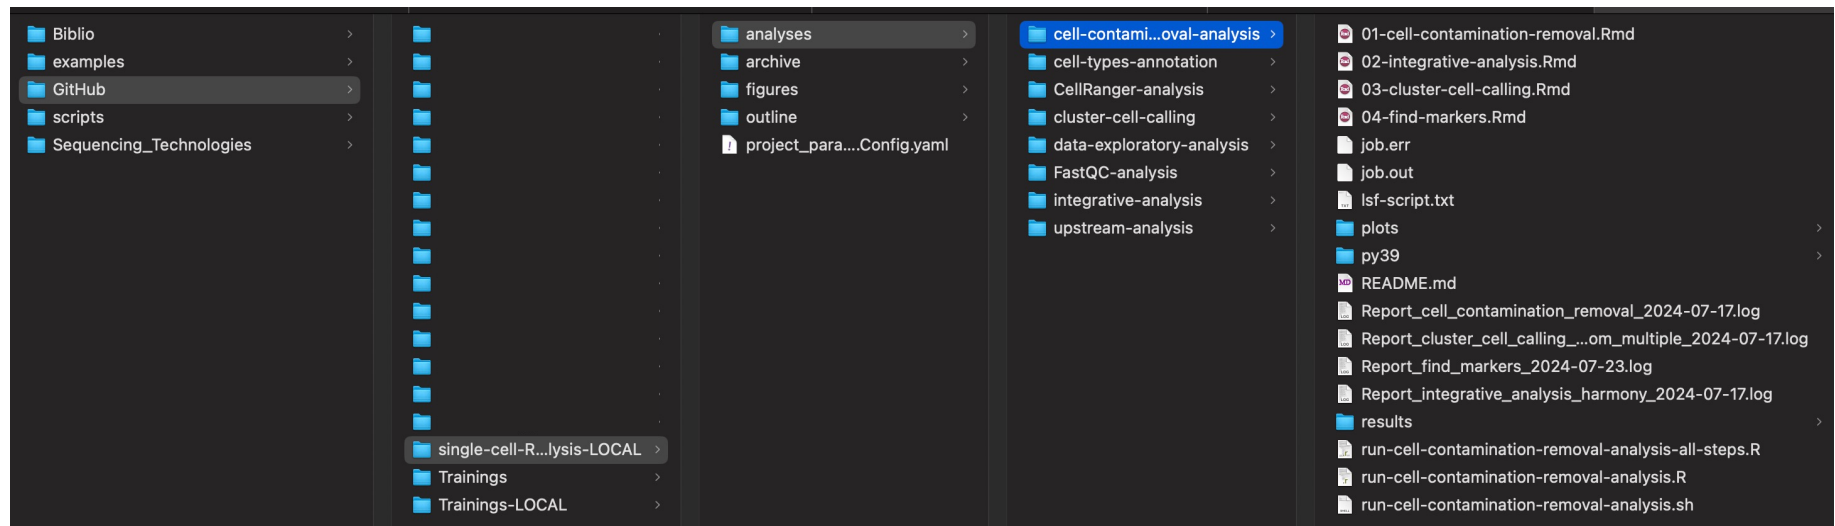 Biblio
examples
GitHub
scripts
Sequencing_Technologies
single-cell-R...lysis-LOCAL
Trainings
Trainings-LOCAL
analyses
archive
figures
outline
project_para....Config.yaml
cell-contami...oval-analysis
cell-types-annotation
CellRanger-analysis
cluster-cell-calling
data-exploratory-analysis
FastQC-analysis
integrative-analysis
upstream-analysis
01-cell-contamination-removal.Rmd
02-integrative-analysis.Rmd
03-cluster-cell-calling.Rmd
04-find-markers.Rmd
job.err
job.out
lsf-script.txt
plots
py39
README.md
Report_cell_contamination_removal_2024-07-17.log
Report_cluster_cell_calling_...om_multiple_2024-07-17.log
Report_find_markers_2024-07-23.log
Report_integrative_analysis_harmony_2024-07-17.log
results
run-cell-contamination-removal-analysis-all-steps.R
run-cell-contamination-removal-analysis.R
run-cell-contamination-removal-analysis.sh